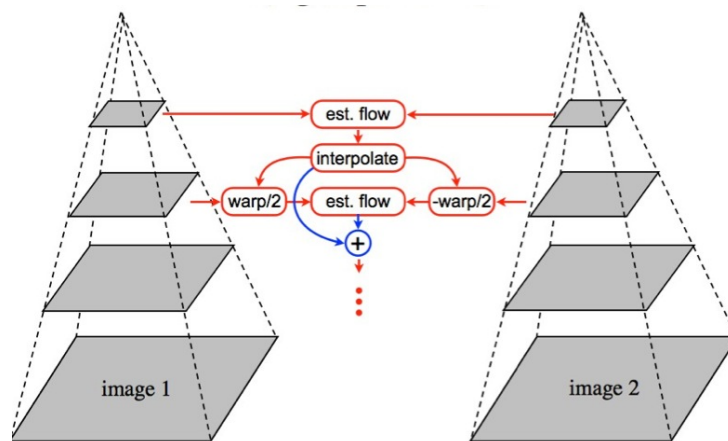 est. flow
interpolate
warp/2
est. flow
-warp/2
+
image 1
image 2